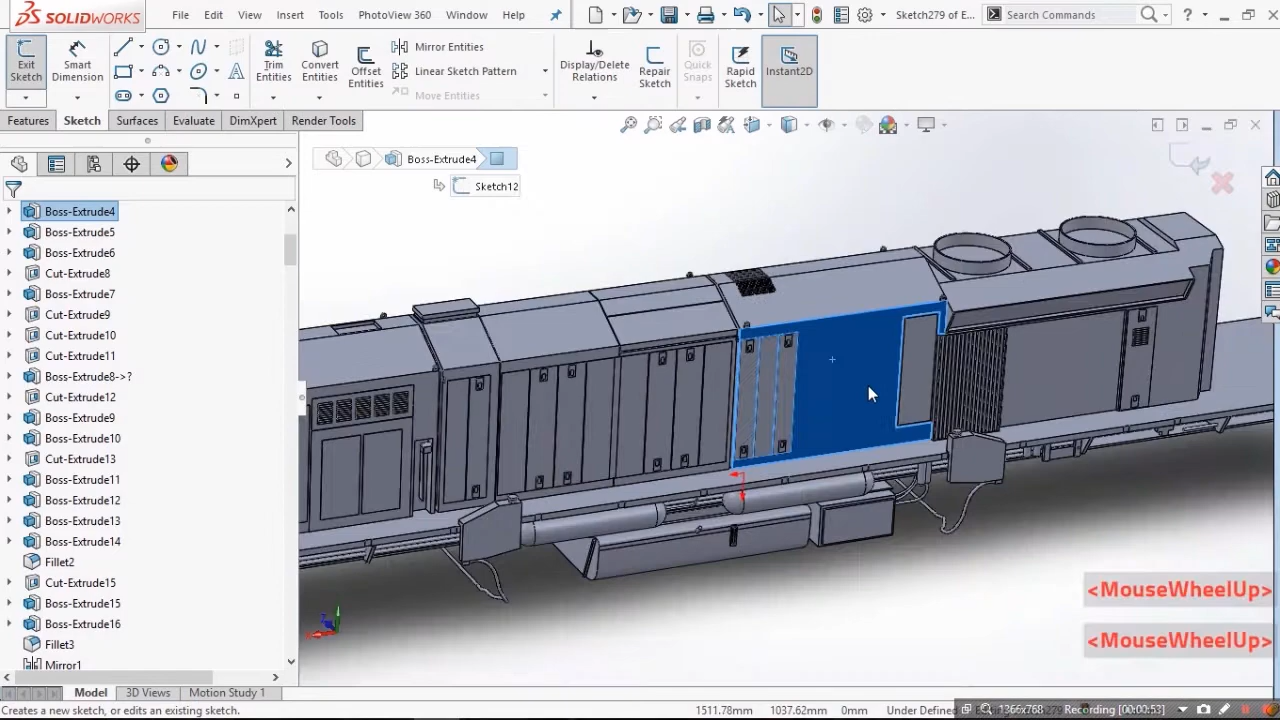 SOLIDWORKS File Edit View Insert Tools PhotoView 360 Window Help Sketch279 of E... Search Commands ?
Exit Sketch
Smart Dimension
Trim Entities
Convert Entities
Offset Entities
Mirror Entities
Linear Sketch Pattern
Move Entities
Display/Delete Relations
Repair Sketch
Quick Snaps
Rapid Sketch
Instant2D
Features Sketch Surfaces Evaluate DimXpert Render Tools
Boss-Extrude4
Sketch12
Boss-Extrude4
Boss-Extrude5
Boss-Extrude6
Cut-Extrude8
Boss-Extrude7
Cut-Extrude9
Cut-Extrude10
Cut-Extrude11
Boss-Extrude8->?
Cut-Extrude12
Boss-Extrude9
Boss-Extrude10
Cut-Extrude13
Boss-Extrude11
Boss-Extrude12
Boss-Extrude13
Boss-Extrude14
Fillet2
Cut-Extrude15
Boss-Extrude15
Boss-Extrude16
Fillet3
Mirror1
<MouseWheelUp>
<MouseWheelUp>
Model 3D Views Motion Study 1
Creates a new sketch, or edits an existing sketch. 1511.78mm 1037.62mm 0mm Under Defined 1366x768 Recording [00:00:53]